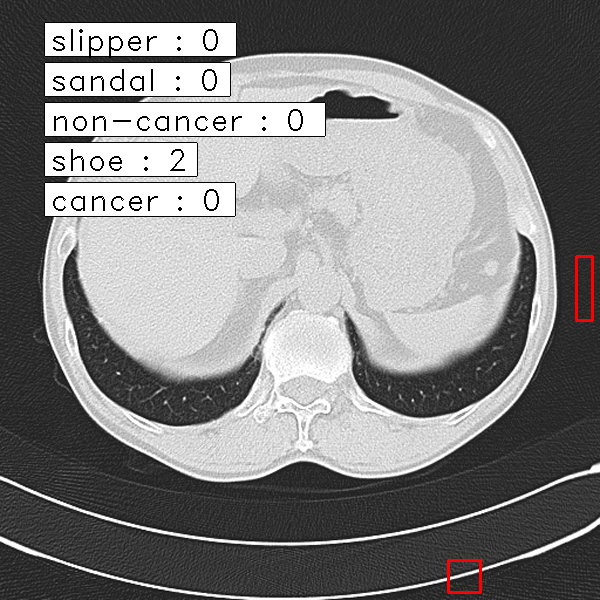 slipper : 0
sandal : 0
non-cancer : 0
shoe : 2
cancer : 0